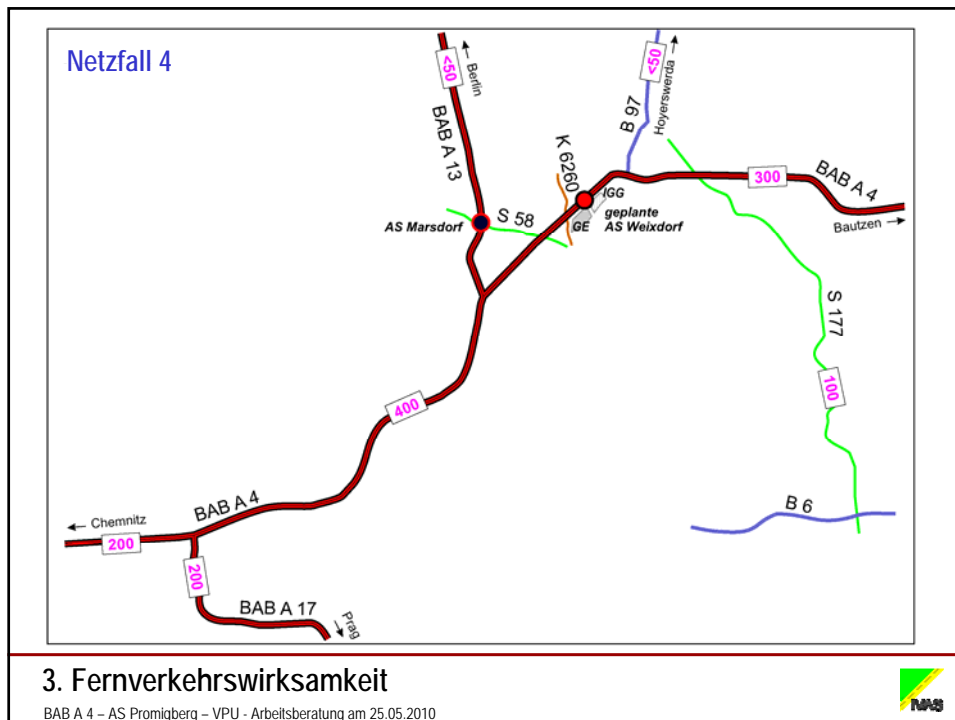 Netzfall 4
<50
← Berlin
BAB A 13
<50
Hoyerswerda →
B 97
K 6260
IGG
geplante
AS Weixdorf
GE
S 58
AS Marsdorf
300
BAB A 4
Bautzen →
S 177
100
B 6
400
BAB A 4
← Chemnitz
200
200
BAB A 17
Prag →
3. Fernverkehrswirksamkeit
BAB A 4 – AS Promigberg – VPU - Arbeitsberatung am 25.05.2010
IVAS